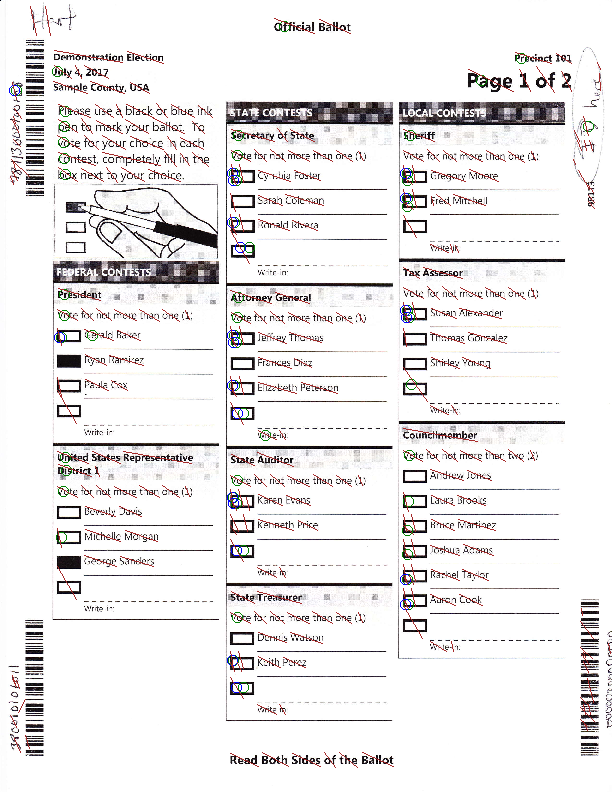 Hart
Official Ballot
Demonstration Election
July 4, 2017
Sample County, USA
Precinct 101
Page 1 of 2
Please use a black or blue ink
pen to mark your ballot. To
vote for your choice in each
contest, completely fill in the
box next to your choice.
FEDERAL CONTESTS
President
Vote for not more than one (1)
Gerald Baker
Ryan Ramirez
Paula Cox
Write-in:
United States Representative
District 1
Vote for not more than one (1)
Beverly Davis
Michelle Morgan
George Sanders
Write-in:
STATE CONTESTS
Secretary of State
Vote for not more than one (1)
Cynthia Foster
Sarah Coleman
Ronald Rivera
Write-in:
Attorney General
Vote for not more than one (1)
Jeffrey Thomas
Frances Diaz
Elizabeth Peterson
Write-in:
State Auditor
Vote for not more than one (1)
Karen Evans
Kenneth Price
Write-in:
State Treasurer
Vote for not more than one (1)
Dennis Watson
Keith Perez
Write-in:
LOCAL CONTESTS
Sheriff
Vote for not more than one (1)
Gregory Moore
Fred Mitchell
Write-in:
Tax Assessor
Vote for not more than one (1)
Susan Alexander
Thomas Gonzalez
Shirley Young
Write-in:
Councilmember
Vote for not more than two (2)
Andrew Jones
Laura Brooks
Bruce Martinez
Joshua Adams
Rachel Taylor
Aaron Cook
Write-in:
Read Both Sides of the Ballot